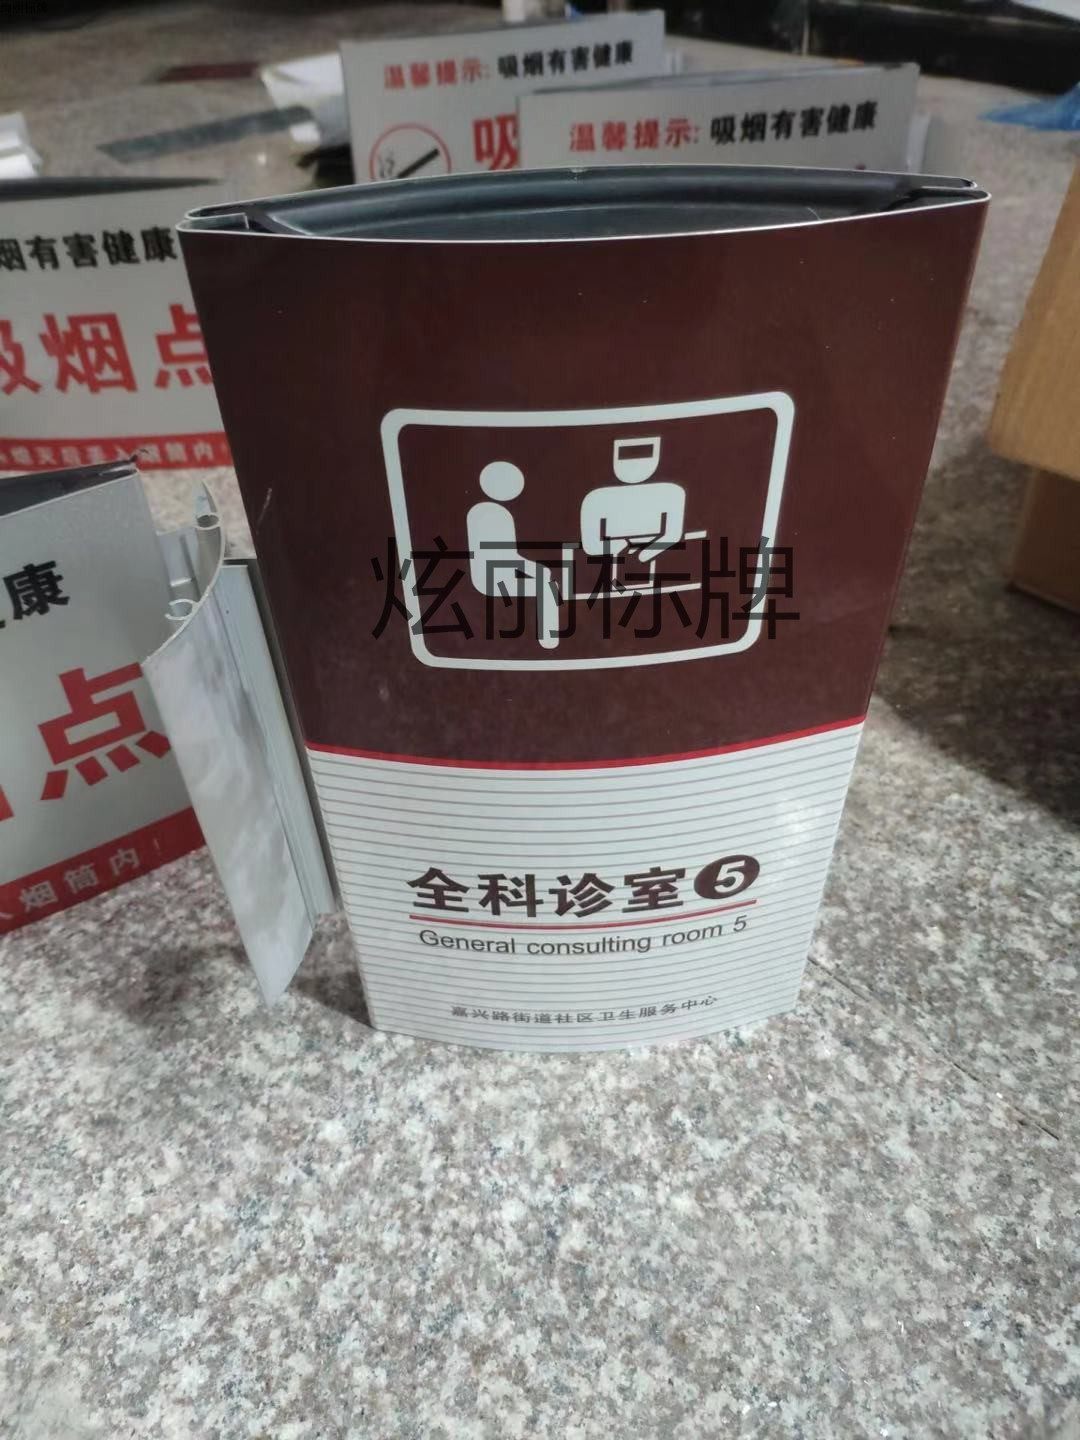 温馨提示: 吸烟有害健康
吸
温馨提示: 吸烟有害健康
烟有害健康
吸烟点
康
点
烟筒内!
炫丽标牌
全科诊室5
General consulting room 5
嘉兴路街道社区卫生服务中心